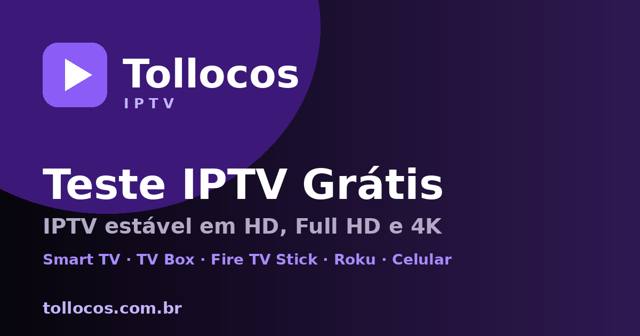 Tollocos
IPTV
Teste IPTV Grátis
IPTV estável em HD, Full HD e 4K
Smart TV · TV Box · Fire TV Stick · Roku · Celular
tollocos.com.br